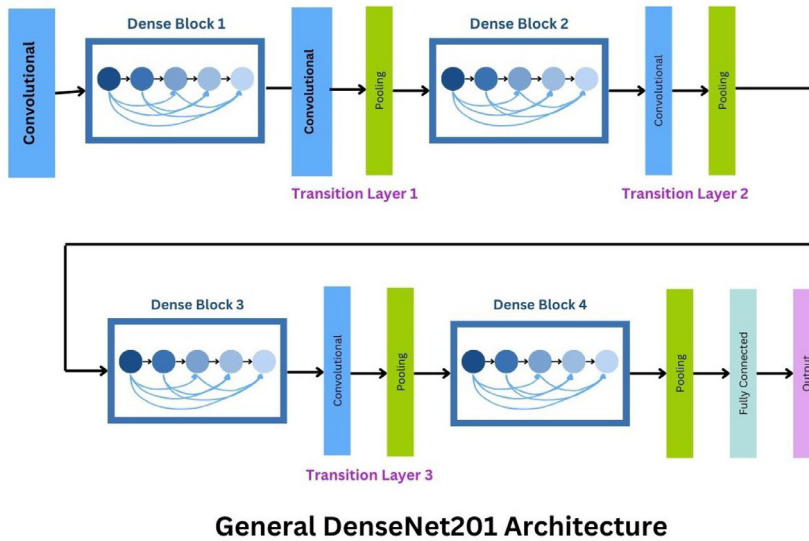 Convolutional
Dense Block 1
Convolutional
Pooling
Transition Layer 1
Dense Block 2
Convolutional
Pooling
Transition Layer 2
Dense Block 3
Convolutional
Pooling
Transition Layer 3
Dense Block 4
Pooling
Fully Connected
Output
General DenseNet201 Architecture